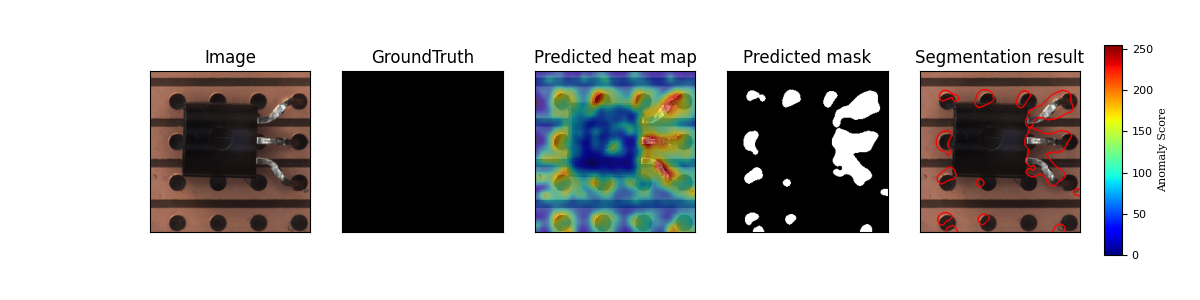 Image
GroundTruth
Predicted heat map
Predicted mask
Segmentation result
250
200
150
100
50
0
Anomaly Score